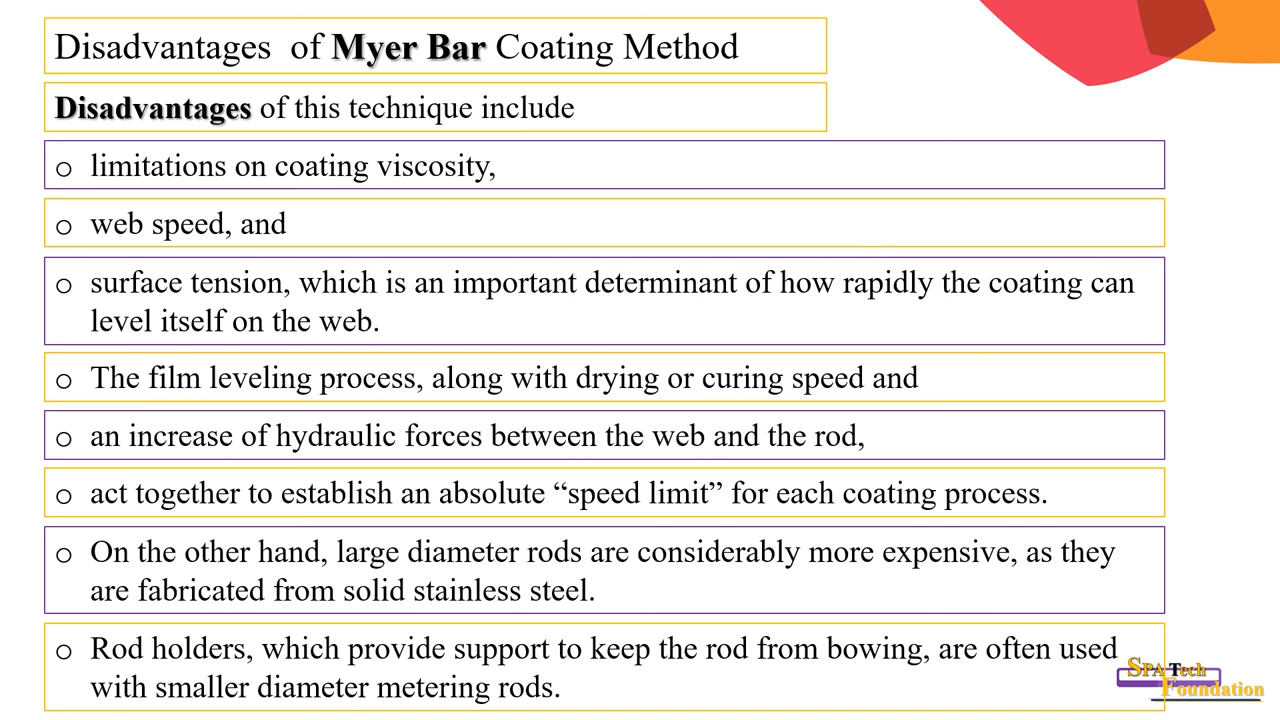 Disadvantages of Myer Bar Coating Method
Disadvantages of this technique include
o limitations on coating viscosity,
o web speed, and
o surface tension, which is an important determinant of how rapidly the coating can
level itself on the web.
o The film leveling process, along with drying or curing speed and
o an increase of hydraulic forces between the web and the rod,
o act together to establish an absolute “speed limit” for each coating process.
o On the other hand, large diameter rods are considerably more expensive, as they
are fabricated from solid stainless steel.
o Rod holders, which provide support to keep the rod from bowing, are often used
with smaller diameter metering rods.
SPA Tech
Foundation